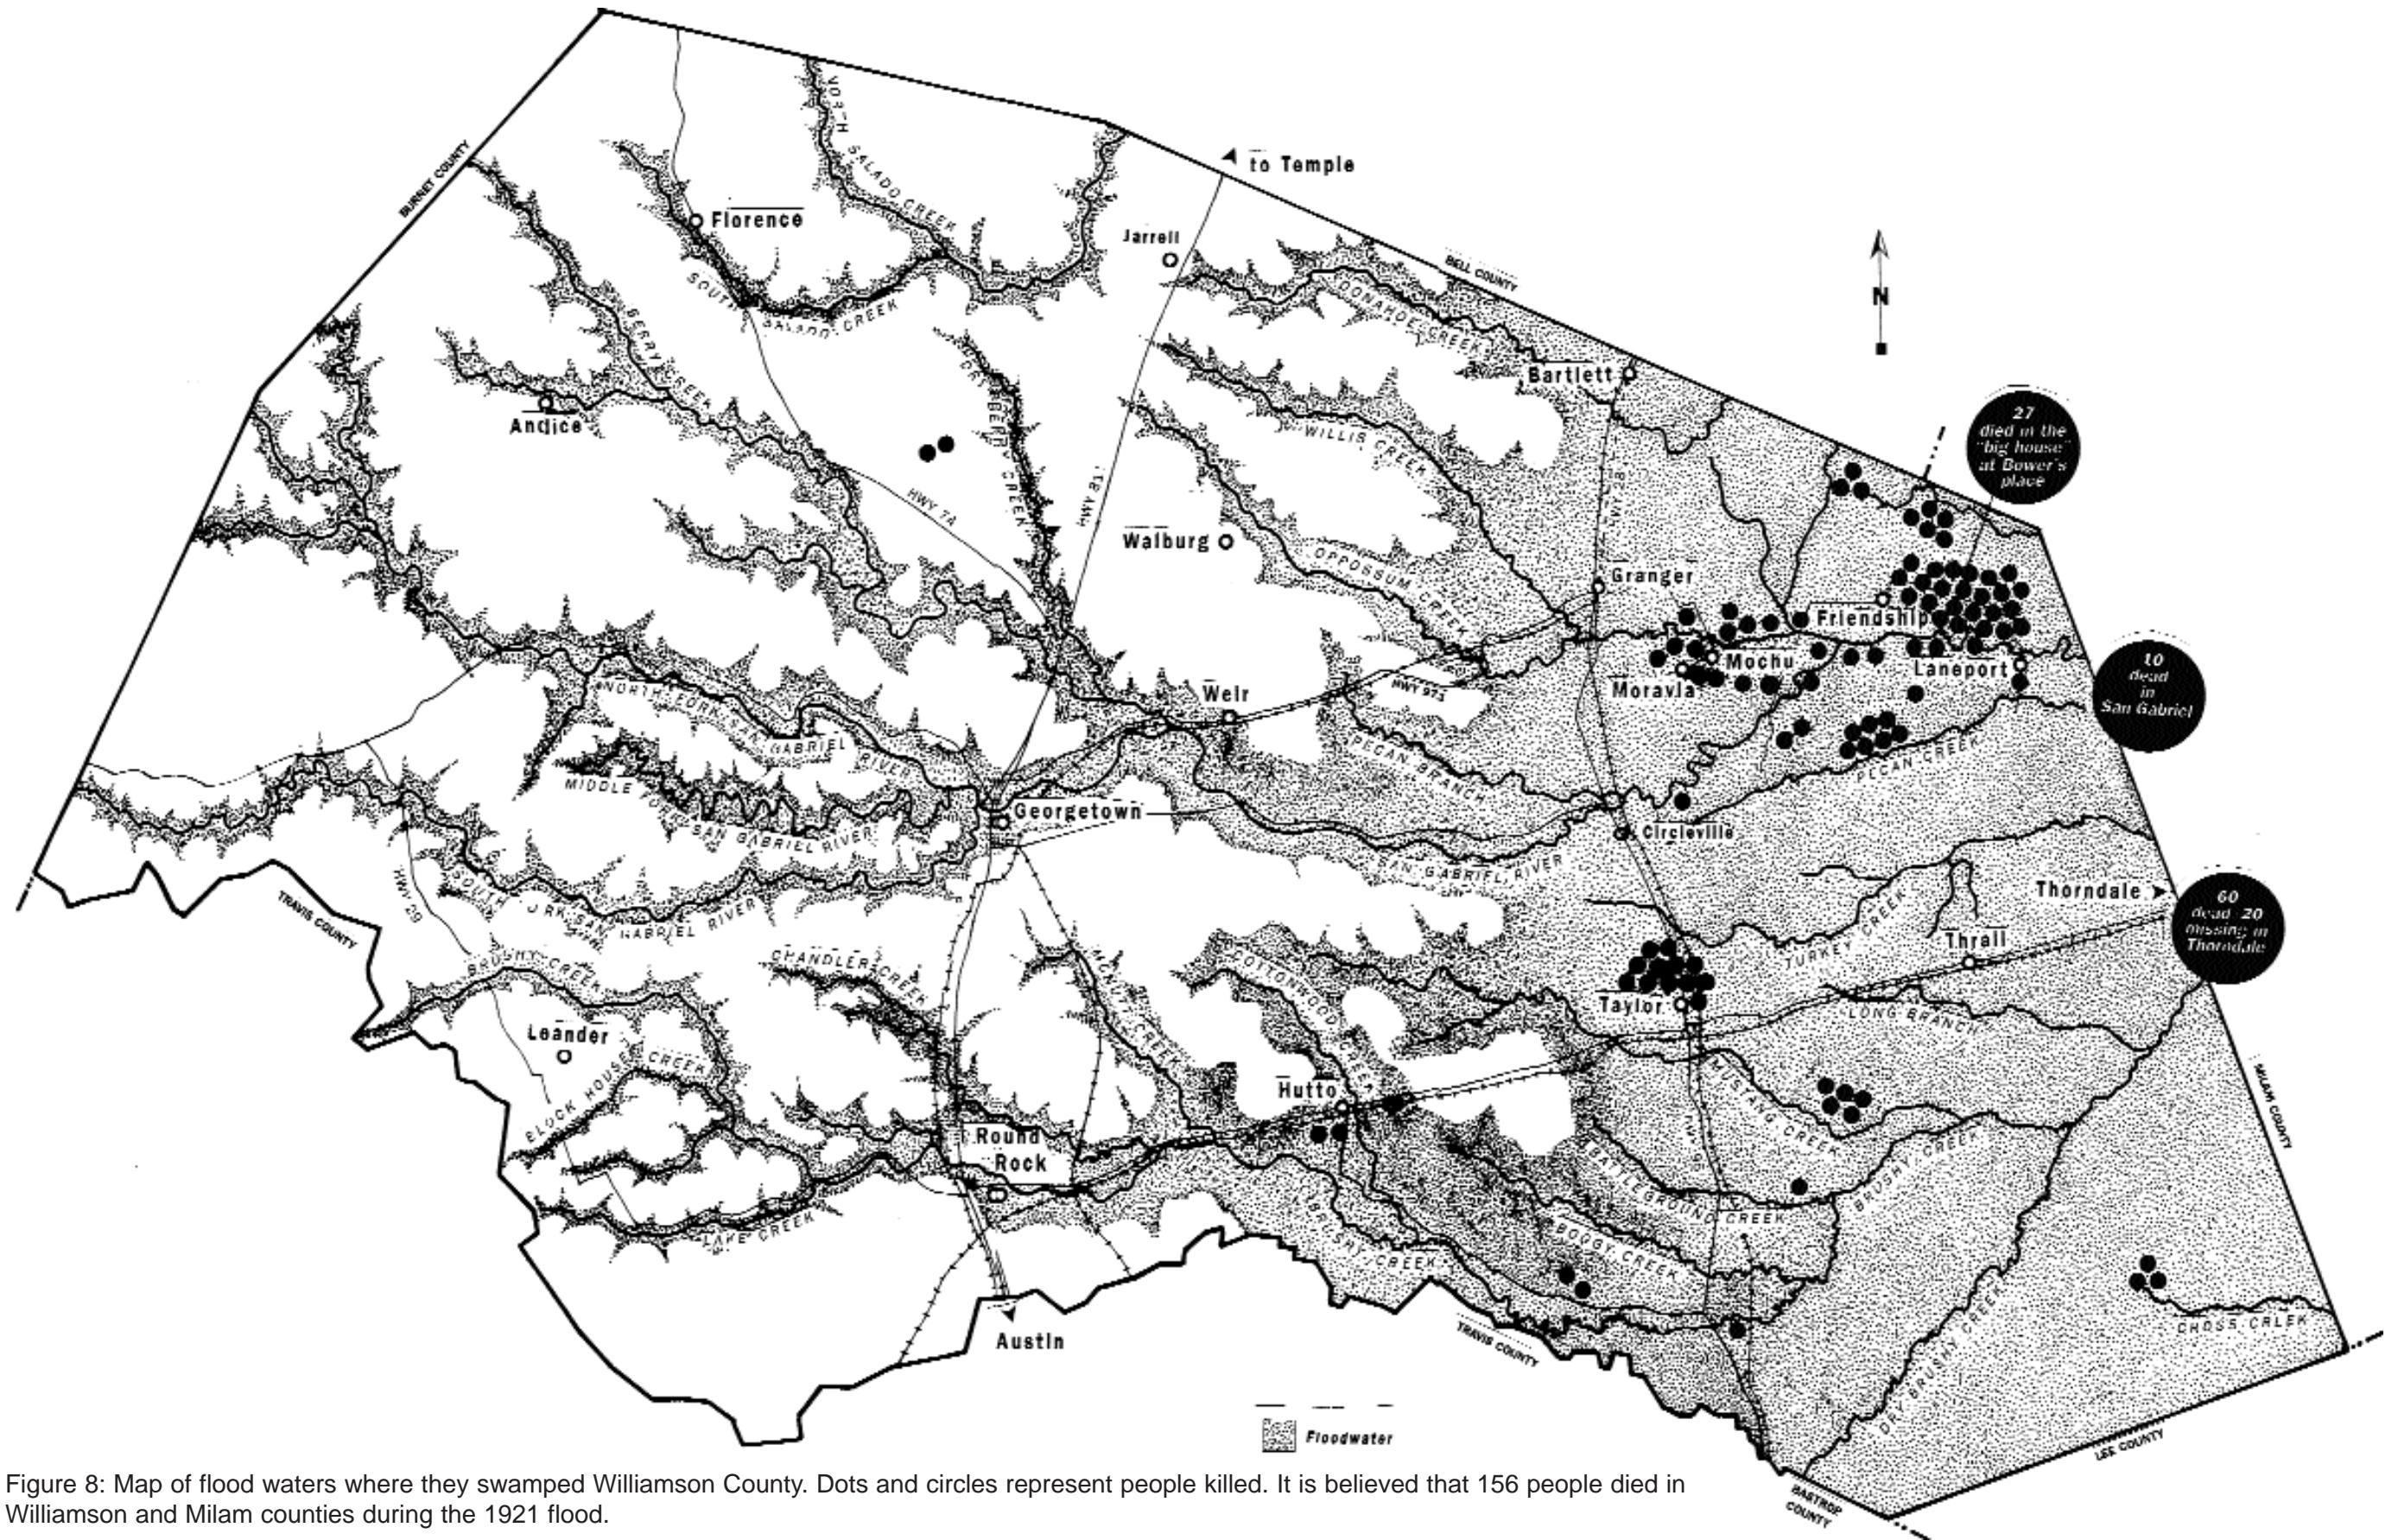 to Temple
BURNET COUNTY
NORTH SALADO CREEK
Florence
Jarrell
BELL COUNTY
SOUTH SALADO CREEK
DONAHOE CREEK
N
BERRY CREEK
DRY BERRY CREEK
Bartlett
Andice
WILLIS CREEK
27
died in the
"big house"
at Bower's
place
HWY 81
Walburg
OPPOSSUM CREEK
Granger
Friendship
Mochu
Laneport
Moravia
HWY 971
Weir
10
dead
in
San Gabriel
NORTH FORK SAN GABRIEL RIVER
PECAN BRANCH
PECAN CREEK
MIDDLE FORK SAN GABRIEL RIVER
Georgetown
Circleville
SAN GABRIEL RIVER
HWY 29
SOUTH FORK SAN GABRIEL RIVER
TRAVIS COUNTY
Thorndale
60
dead 20
missing in
Thorndale
TURKEY CREEK
Thrall
BRUSHY CREEK
CHANDLER CREEK
COTTONWOOD CREEK
Taylor
LONG BRANCH
Leander
BLOCK HOUSE CREEK
Hutto
MUSTANG CREEK
MILAM COUNTY
Round
Rock
BATTLEGROUND CREEK
BRUSHY CREEK
LAKE CREEK
BRUSHY CREEK
BOGGY CREEK
Austin
TRAVIS COUNTY
DRY BRUSHY CREEK
Floodwater
LEE COUNTY
BASTROP
COUNTY
Figure 8: Map of flood waters where they swamped Williamson County. Dots and circles represent people killed. It is believed that 156 people died in
Williamson and Milam counties during the 1921 flood.